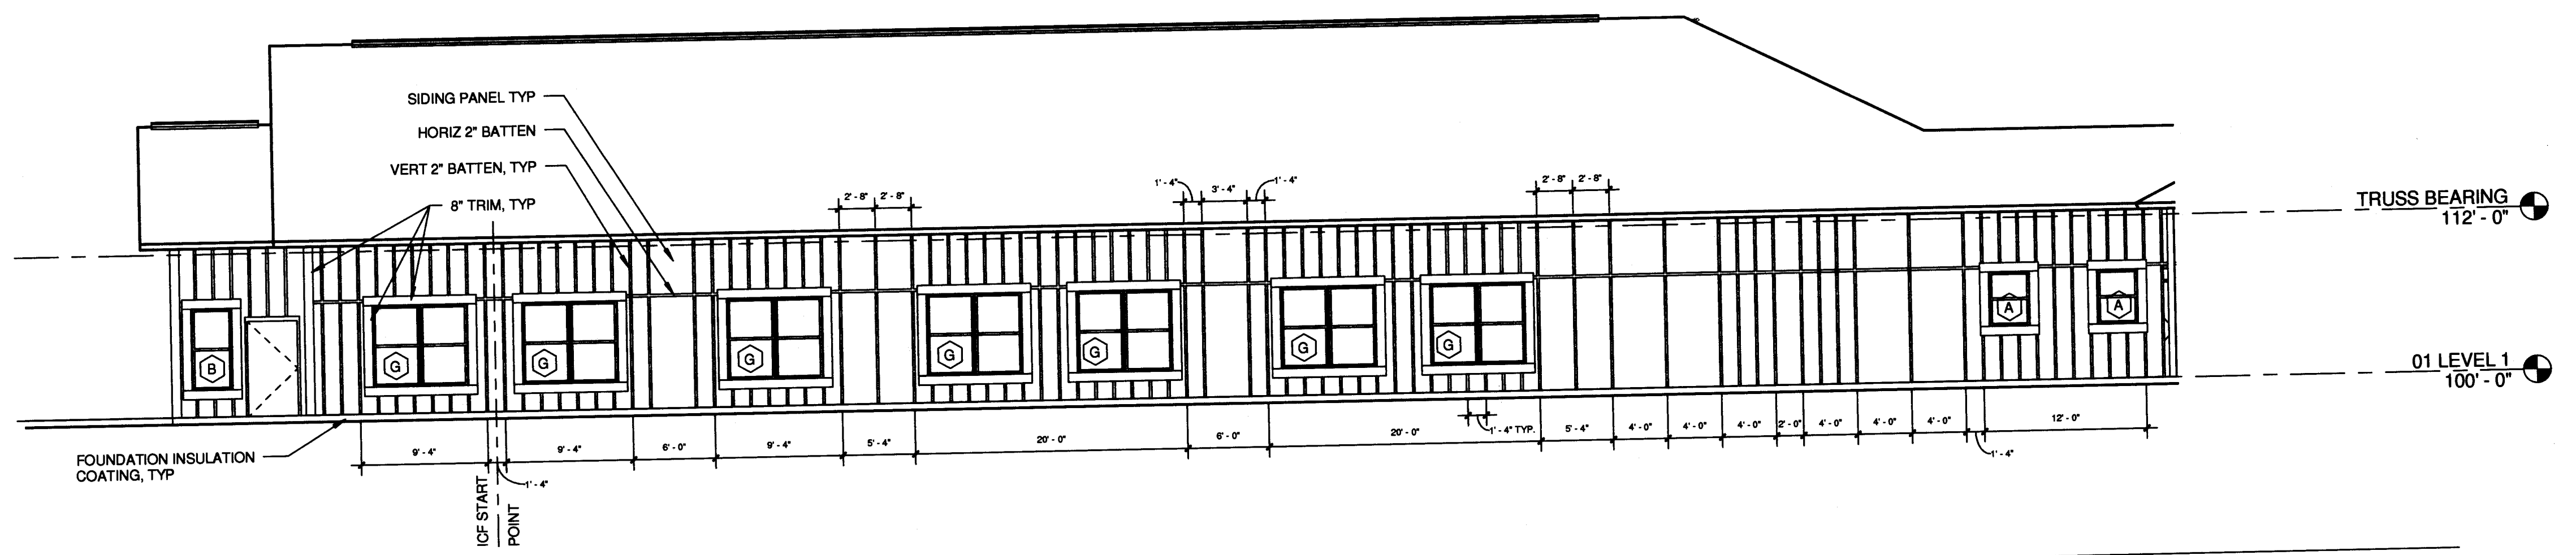 SIDING PANEL TYP
HORIZ 2" BATTEN
VERT 2" BATTEN, TYP
8" TRIM, TYP
2' - 8" 2' - 8"
1' - 4" 3' - 4" 1' - 4"
2' - 8" 2' - 8"
TRUSS BEARING
112' - 0"
B G G G G G G G A A
01 LEVEL 1
100' - 0"
FOUNDATION INSULATION
COATING, TYP
9' - 4" 1' - 4" 9' - 4" 6' - 0" 9' - 4" 5' - 4" 20' - 0" 6' - 0" 20' - 0" 1' - 4" TYP. 5' - 4" 4' - 0" 4' - 0" 4' - 0" 2' - 0" 4' - 0" 4' - 0" 4' - 0" 1' - 4" 12' - 0"
ICF START
POINT